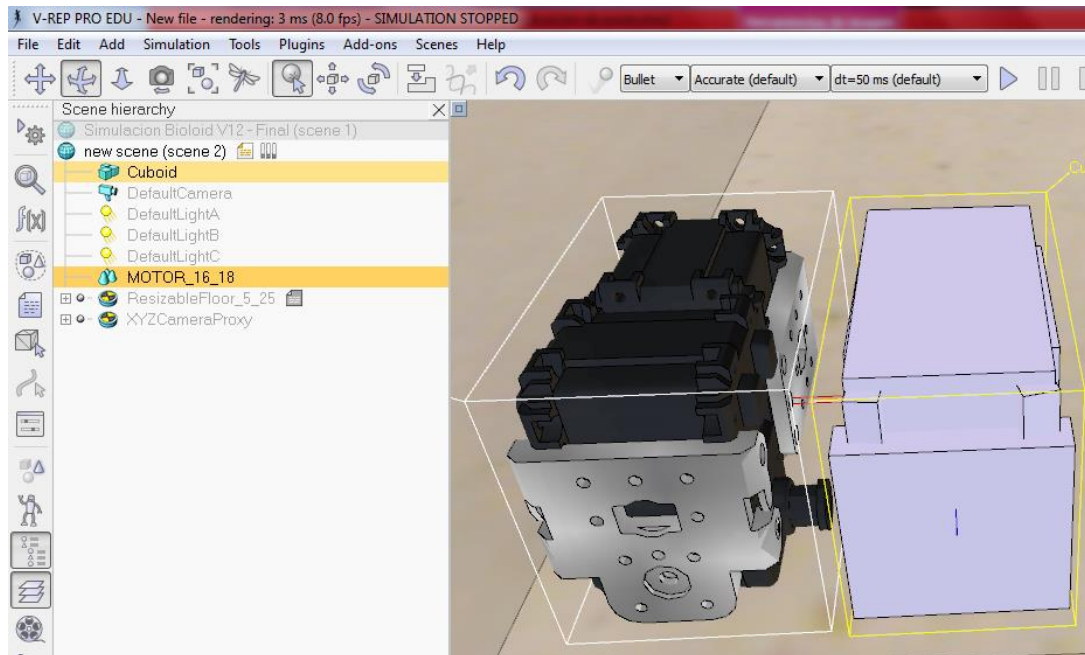 V-REP PRO EDU - New file - rendering: 3 ms (8.0 fps) - SIMULATION STOPPED
File Edit Add Simulation Tools Plugins Add-ons Scenes Help
Bullet Accurate (default) dt=50 ms (default)
Scene hierarchy
Simulacion Bioloid V12 - Final (scene 1)
new scene (scene 2)
Cuboid
DefaultCamera
DefaultLightA
DefaultLightB
DefaultLightC
MOTOR_16_18
ResizableFloor_5_25
XYZCameraProxy
f(x)
Cu